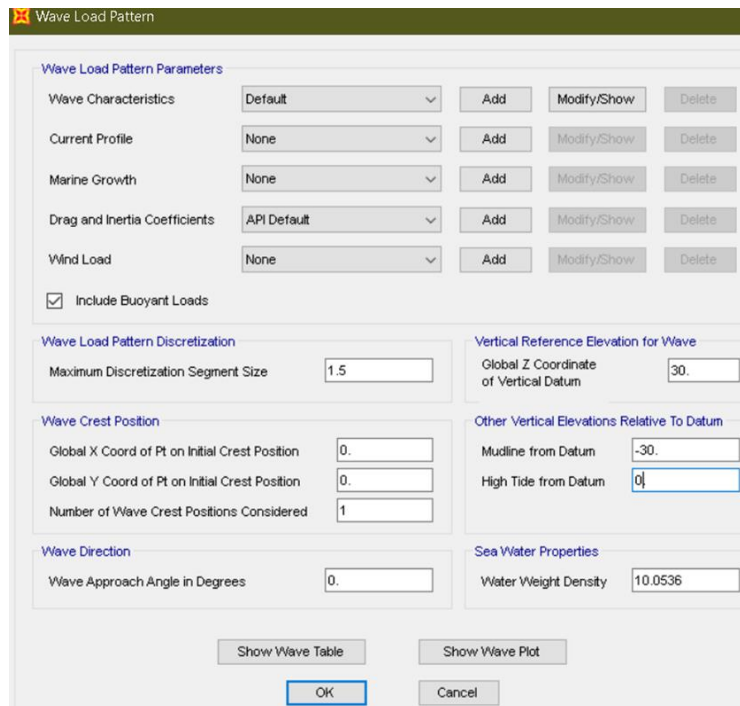 Wave Load Pattern
Wave Load Pattern Parameters
Wave Characteristics Default Add Modify/Show Delete
Current Profile None Add Modify/Show Delete
Marine Growth None Add Modify/Show Delete
Drag and Inertia Coefficients API Default Add Modify/Show Delete
Wind Load None Add Modify/Show Delete
Include Buoyant Loads
Wave Load Pattern Discretization
Maximum Discretization Segment Size 1.5
Vertical Reference Elevation for Wave
Global Z Coordinate
of Vertical Datum 30.
Wave Crest Position
Global X Coord of Pt on Initial Crest Position 0.
Global Y Coord of Pt on Initial Crest Position 0.
Number of Wave Crest Positions Considered 1
Other Vertical Elevations Relative To Datum
Mudline from Datum -30.
High Tide from Datum 0
Wave Direction
Wave Approach Angle in Degrees 0.
Sea Water Properties
Water Weight Density 10.0536
Show Wave Table Show Wave Plot
OK Cancel